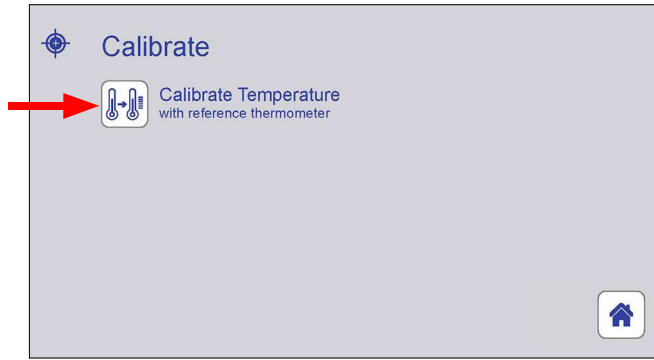 Calibrate
Calibrate Temperature
with reference thermometer